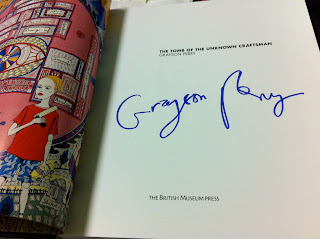 THE TOMB OF THE UNKNOWN CRAFTSMAN
GRAYSON PERRY
Grayson Perry
THE BRITISH MUSEUM PRESS